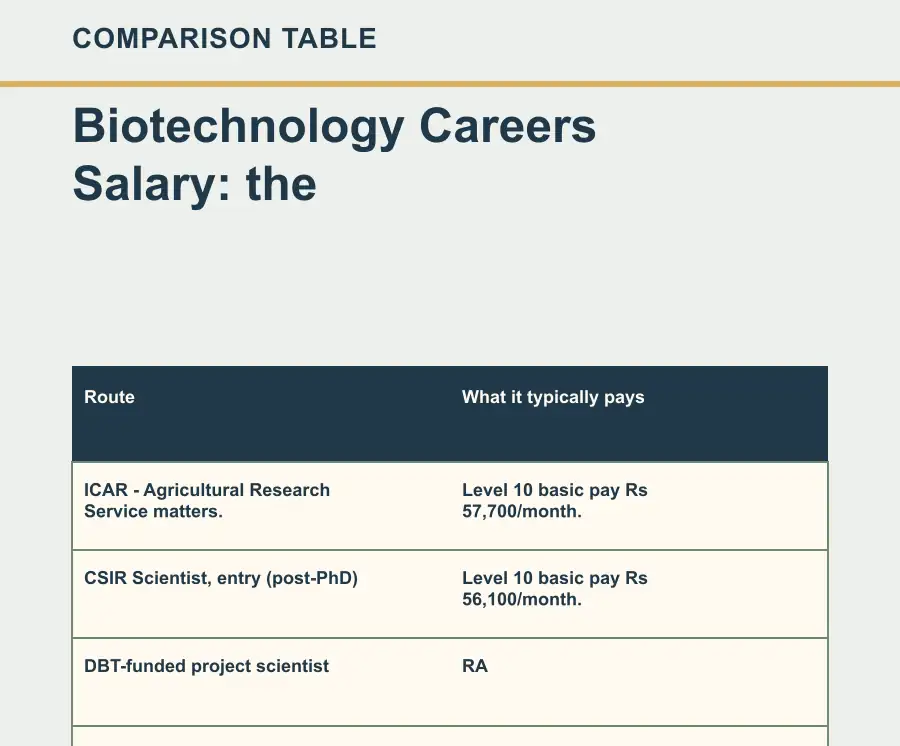 COMPARISON TABLE
Biotechnology Careers
Salary: the
Route
What it typically pays
ICAR - Agricultural Research
Service matters.
Level 10 basic pay Rs
57,700/month.
CSIR Scientist, entry (post-PhD)
Level 10 basic pay Rs
56,100/month.
DBT-funded project scientist
RA